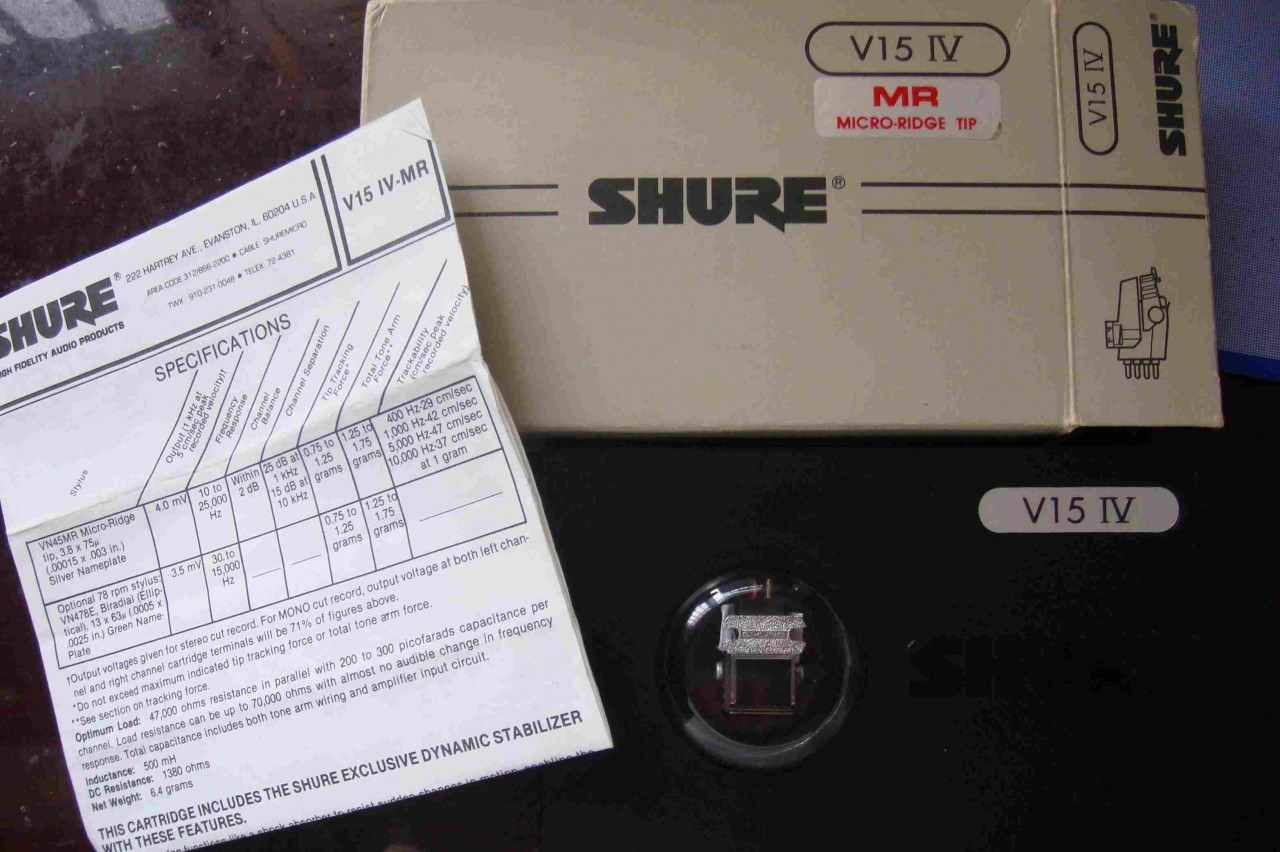 V15 IV
MR
MICRO-RIDGE TIP
SHURE®
V15 IV
SHURE®
V15 IV
SHURE®
HIGH FIDELITY AUDIO PRODUCTS
222 HARTREY AVE., EVANSTON, IL. 60204 U.S.A
AREA CODE 312/866-2200 • CABLE: SHUREMICRO
TWX: 910-231-0048 • TELEX: 72-4381
V15 IV-MR
SPECIFICATIONS
Stylus
Output (1 kHz at
5 cm/sec peak
recorded velocity)†
Frequency
Response
Channel
Balance
Channel Separation
Tip Tracking
Force*
Total Tone Arm
Force**
Trackability
(cm/sec peak
recorded velocity)
VN45MR Micro-Ridge
tip, 3.8 x 75µ
(.00015 x .003 in.)
Silver Nameplate
4.0 mV
10 to
25,000
Hz
Within
2 dB
25 dB at
1 kHz
15 dB at
10 kHz
0.75 to
1.25
grams
1.25 to
1.75
grams
400 Hz-29 cm/sec
1,000 Hz-42 cm/sec
5,000 Hz-47 cm/sec
10,000 Hz-37 cm/sec
at 1 gram
Optional 78 rpm stylus:
VN478E, Biradial (Ellip-
tical), 13 x 63µ (.0005 x
.0025 in.) Green Name-
Plate
3.5 mV
30 to
15,000
Hz
0.75 to
1.25
grams
1.25 to
1.75
grams
†Output voltages given for stereo cut record. For MONO cut record, output voltage at both left chan-
nel and right channel cartridge terminals will be 71% of figures above.
*Do not exceed maximum indicated tip tracking force or total tone arm force.
**See section on tracking force.
Optimum Load: 47,000 ohms resistance in parallel with 200 to 300 picofarads capacitance per
channel. Load resistance can be up to 70,000 ohms with almost no audible change in frequency
response. Total capacitance includes both tone arm wiring and amplifier input circuit.
Inductance: 500 mH
DC Resistance: 1380 ohms
Net Weight: 6.4 grams
THIS CARTRIDGE INCLUDES THE SHURE EXCLUSIVE DYNAMIC STABILIZER
WITH THESE FEATURES.